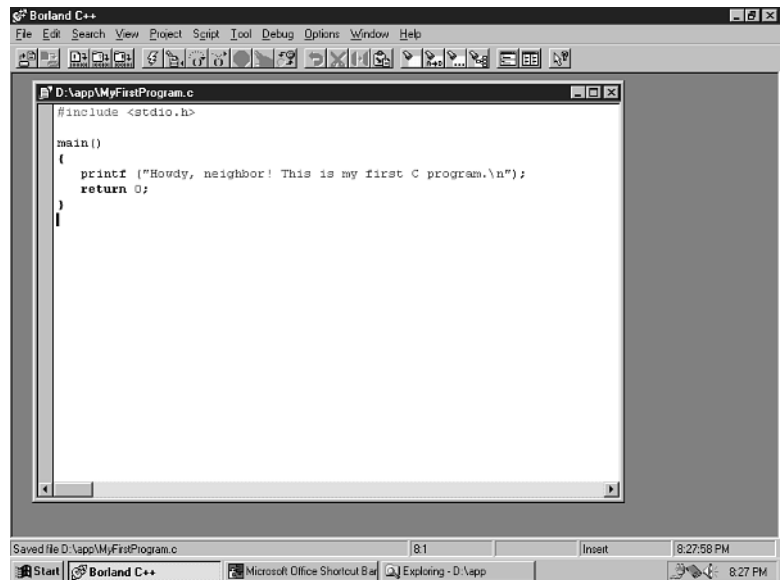 Borland C++
File Edit Search View Project Script Tool Debug Options Window Help
D:\app\MyFirstProgram.c
#include <stdio.h>
main()
{
printf ("Howdy, neighbor! This is my first C program.\n");
return 0;
}
Saved file D:\app\MyFirstProgram.c 8:1 Insert 8:27:58 PM
Start Borland C++ Microsoft Office Shortcut Bar Exploring - D:\app 8:27 PM